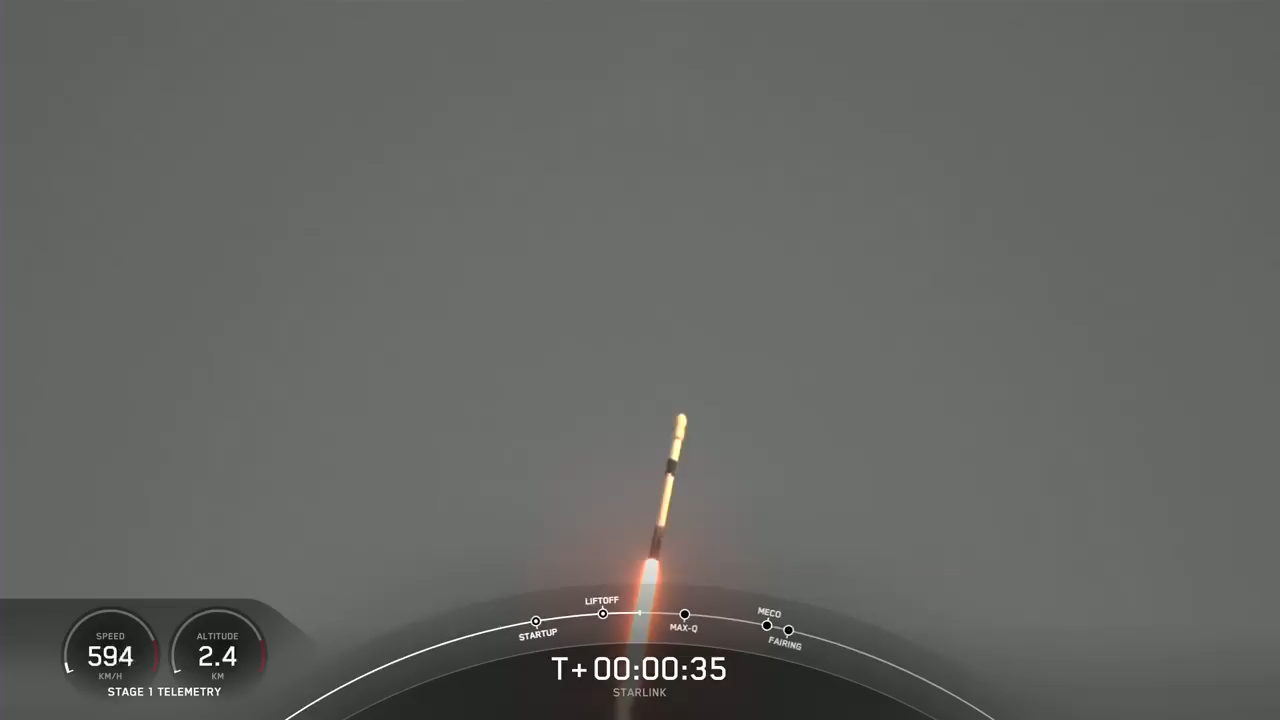 LIFTOFF
MECO
STARTUP
MAX-Q
FAIRING
SPEED
594
KM/H
ALTITUDE
2.4
KM
STAGE 1 TELEMETRY
T+00:00:35
STARLINK